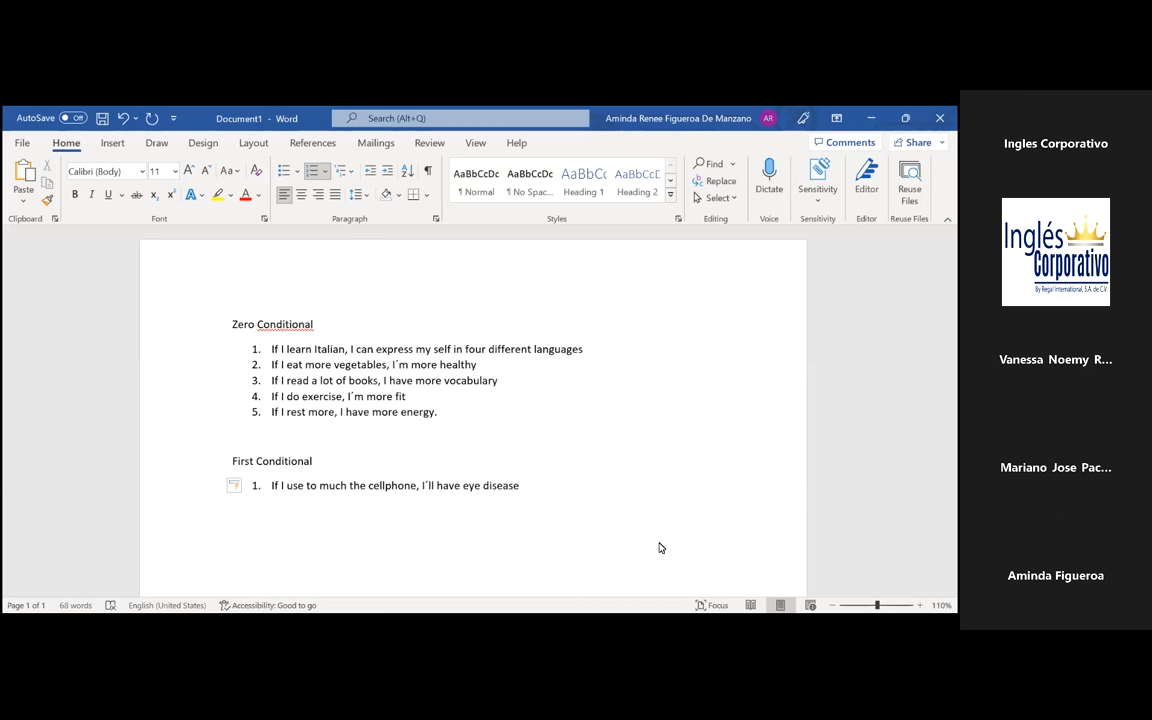 AutoSave Off Document1 - Word Search (Alt+Q) Aminda Renee Figueroa De Manzano AR
File Home Insert Draw Design Layout References Mailings Review View Help Comments Share
Paste Calibri (Body) 11 AaBbCcDc AaBbCcDc AaBbCc AaBbCcC Find Replace Select Dictate Sensitivity Editor Reuse Files
¶ Normal ¶ No Spac... Heading 1 Heading 2
Clipboard Font Paragraph Styles Editing Voice Sensitivity Editor Reuse Files
Zero Conditional
1. If I learn Italian, I can express my self in four different languages
2. If I eat more vegetables, I´m more healthy
3. If I read a lot of books, I have more vocabulary
4. If I do exercise, I´m more fit
5. If I rest more, I have more energy.
First Conditional
1. If I use to much the cellphone, I´ll have eye disease
Page 1 of 1 68 words English (United States) Accessibility: Good to go Focus 110%
Ingles Corporativo
Inglés
Corporativo
By Regal International, S.A. de C.V.
Vanessa Noemy R...
Mariano Jose Pac...
Aminda Figueroa